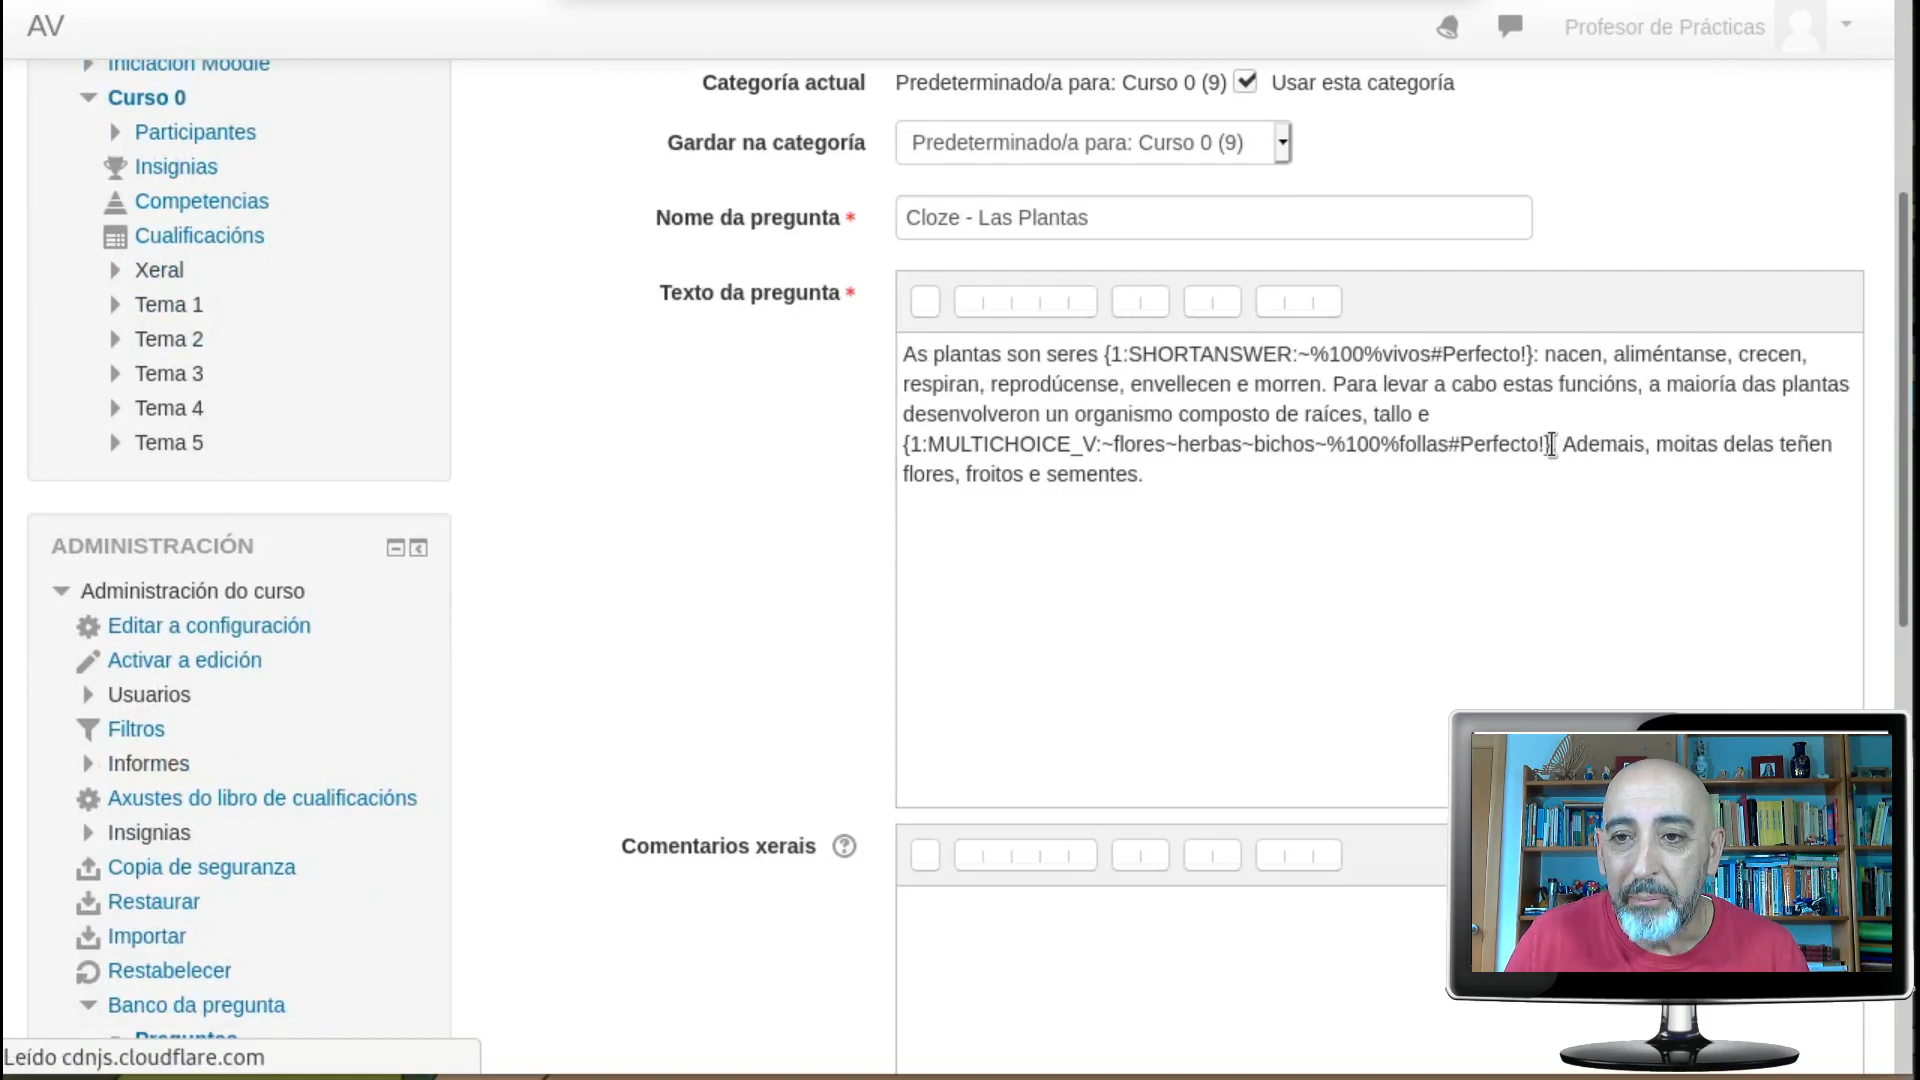 AV
Profesor de Prácticas
Iniciación Moodle
Curso 0
Participantes
Insignias
Competencias
Cualificacións
Xeral
Tema 1
Tema 2
Tema 3
Tema 4
Tema 5
ADMINISTRACIÓN
Administración do curso
Editar a configuración
Activar a edición
Usuarios
Filtros
Informes
Axustes do libro de cualificacións
Insignias
Copia de seguranza
Restaurar
Importar
Restabelecer
Banco da pregunta
Preguntas
Leído cdnjs.cloudflare.com
Categoría actual
Predeterminado/a para: Curso 0 (9)
Usar esta categoría
Gardar na categoría
Predeterminado/a para: Curso 0 (9)
Nome da pregunta *
Cloze - Las Plantas
Texto da pregunta *
As plantas son seres {1:SHORTANSWER:~%100%vivos#Perfecto!}: nacen, aliméntanse, crecen,
respiran, reprodúcense, envellecen e morren. Para levar a cabo estas funcións, a maioría das plantas
desenvolveron un organismo composto de raíces, tallo e
{1:MULTICHOICE_V:~flores~herbas~bichos~%100%follas#Perfecto!} Ademais, moitas delas teñen
flores, froitos e sementes.
Comentarios xerais